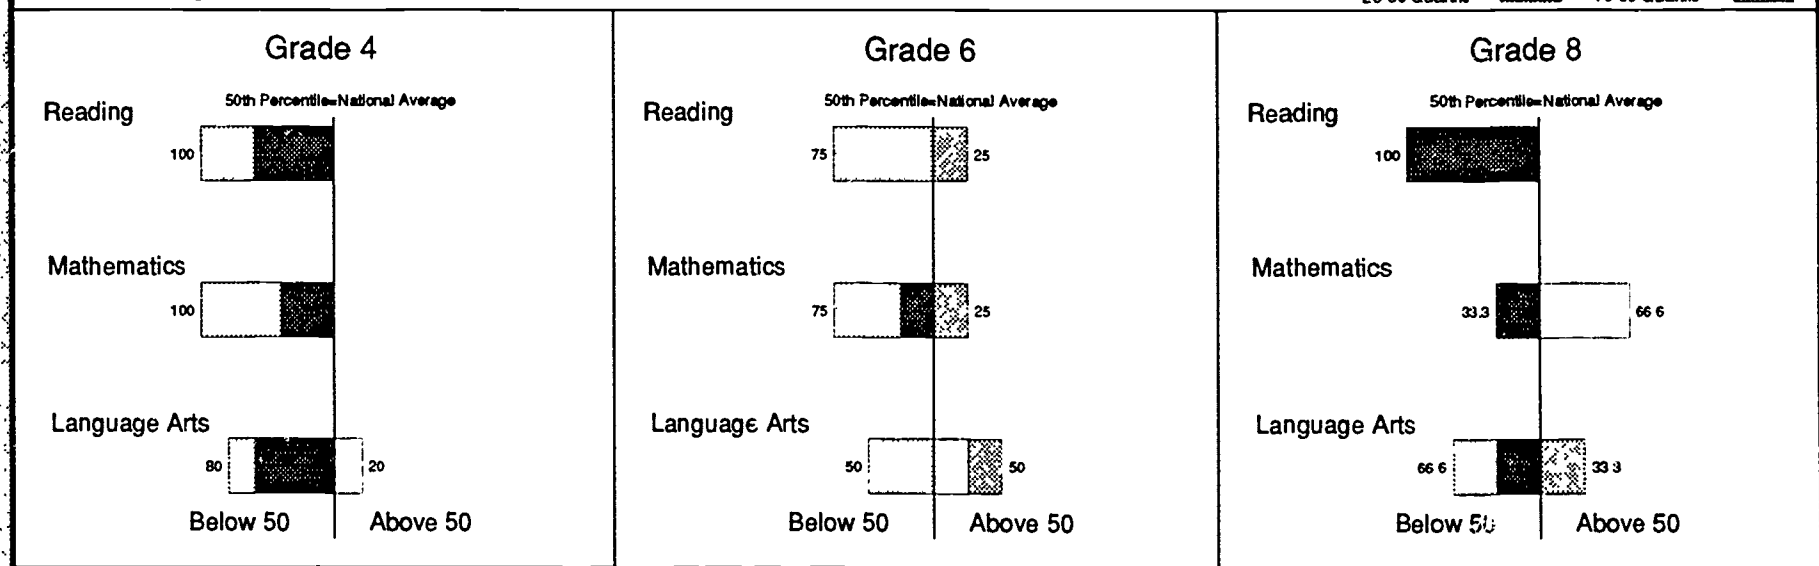 Grade 4
50th Percentile=National Average
Reading
100
Mathematics
100
Language Arts
80
20
Below 50 Above 50
Grade 6
50th Percentile=National Average
Reading
75
25
Mathematics
75
25
Language Arts
50
50
Below 50 Above 50
Grade 8
50th Percentile=National Average
Reading
100
Mathematics
33.3
66 6
Language Arts
66 6
33 3
Below 50 Above 50